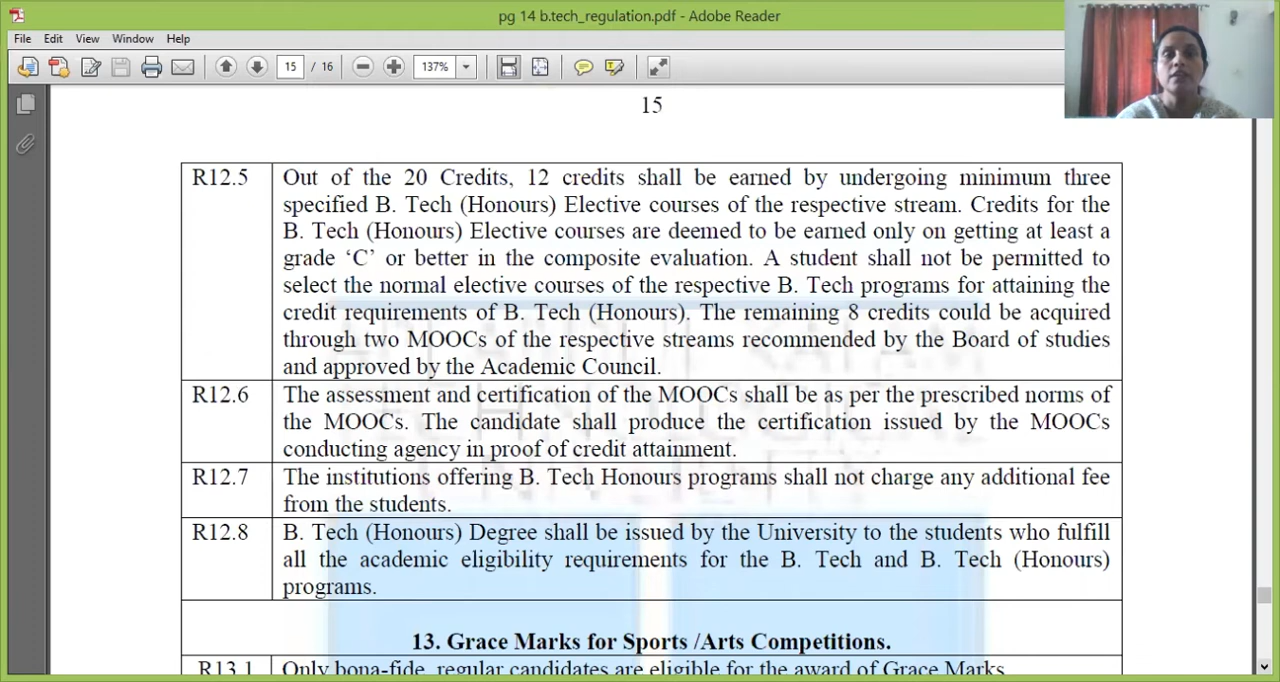 pg 14 b.tech_regulation.pdf - Adobe Reader
File Edit View Window Help
15 / 16 137%
15
R12.5 Out of the 20 Credits, 12 credits shall be earned by undergoing minimum three
specified B. Tech (Honours) Elective courses of the respective stream. Credits for the
B. Tech (Honours) Elective courses are deemed to be earned only on getting at least a
grade ‘C’ or better in the composite evaluation. A student shall not be permitted to
select the normal elective courses of the respective B. Tech programs for attaining the
credit requirements of B. Tech (Honours). The remaining 8 credits could be acquired
through two MOOCs of the respective streams recommended by the Board of studies
and approved by the Academic Council.
R12.6 The assessment and certification of the MOOCs shall be as per the prescribed norms of
the MOOCs. The candidate shall produce the certification issued by the MOOCs
conducting agency in proof of credit attainment.
R12.7 The institutions offering B. Tech Honours programs shall not charge any additional fee
from the students.
R12.8 B. Tech (Honours) Degree shall be issued by the University to the students who fulfill
all the academic eligibility requirements for the B. Tech and B. Tech (Honours)
programs.
13. Grace Marks for Sports /Arts Competitions.
R13.1 Only bona-fide, regular candidates are eligible for the award of Grace Marks